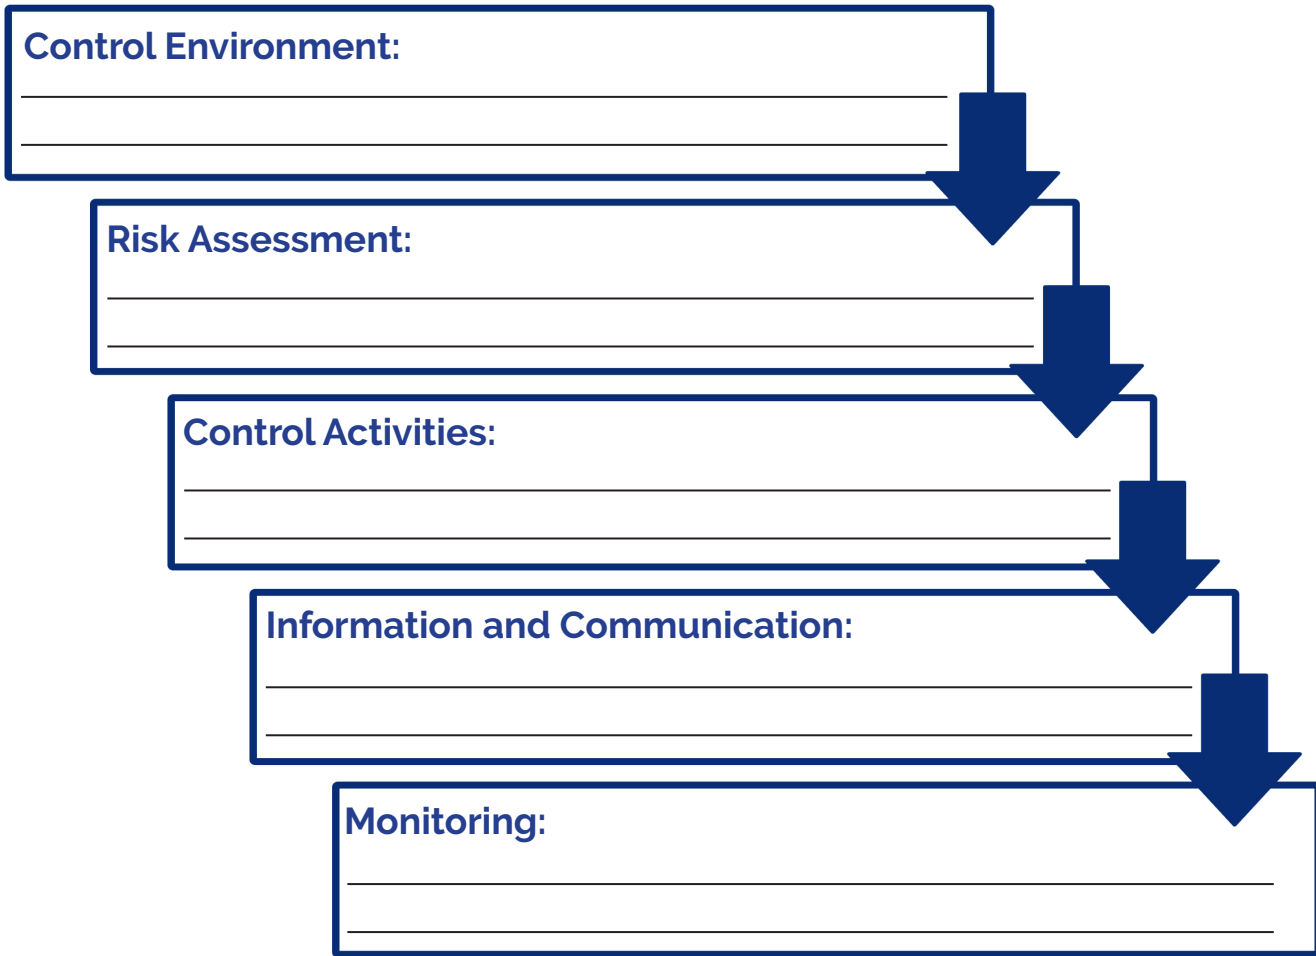 Control Environment:
Risk Assessment:
Control Activities:
Information and Communication:
Monitoring: